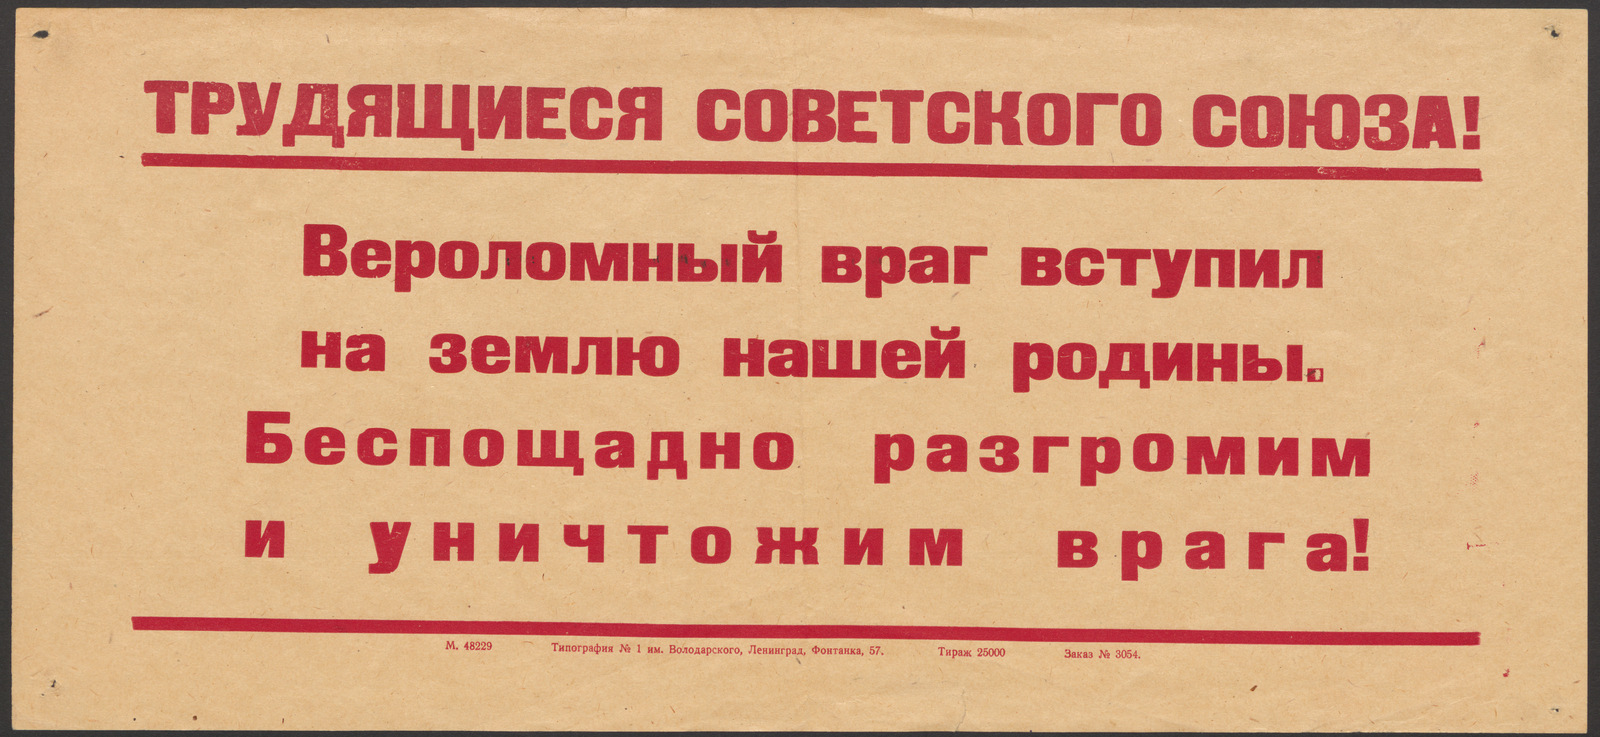 ТРУДЯЩИЕСЯ СОВЕТСКОГО СОЮЗА!
Вероломный враг вступил
на землю нашей родины.
Беспощадно разгромим
и уничтожим врага!
М. 48229 Типография № 1 им. Володарского, Ленинград, Фонтанка, 57. Тираж 25000 Заказ № 3054.